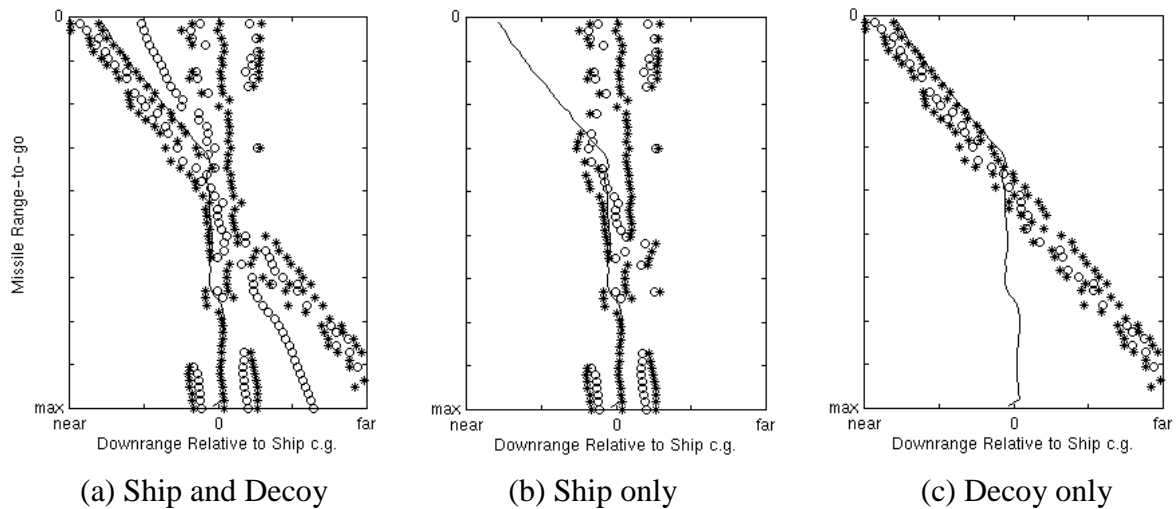 0
Missile Range-to-go
max
near 0 far
Downrange Relative to Ship c.g.
(a) Ship and Decoy
0
max
near 0 far
Downrange Relative to Ship c.g.
(b) Ship only
0
max
near 0 far
Downrange Relative to Ship c.g.
(c) Decoy only